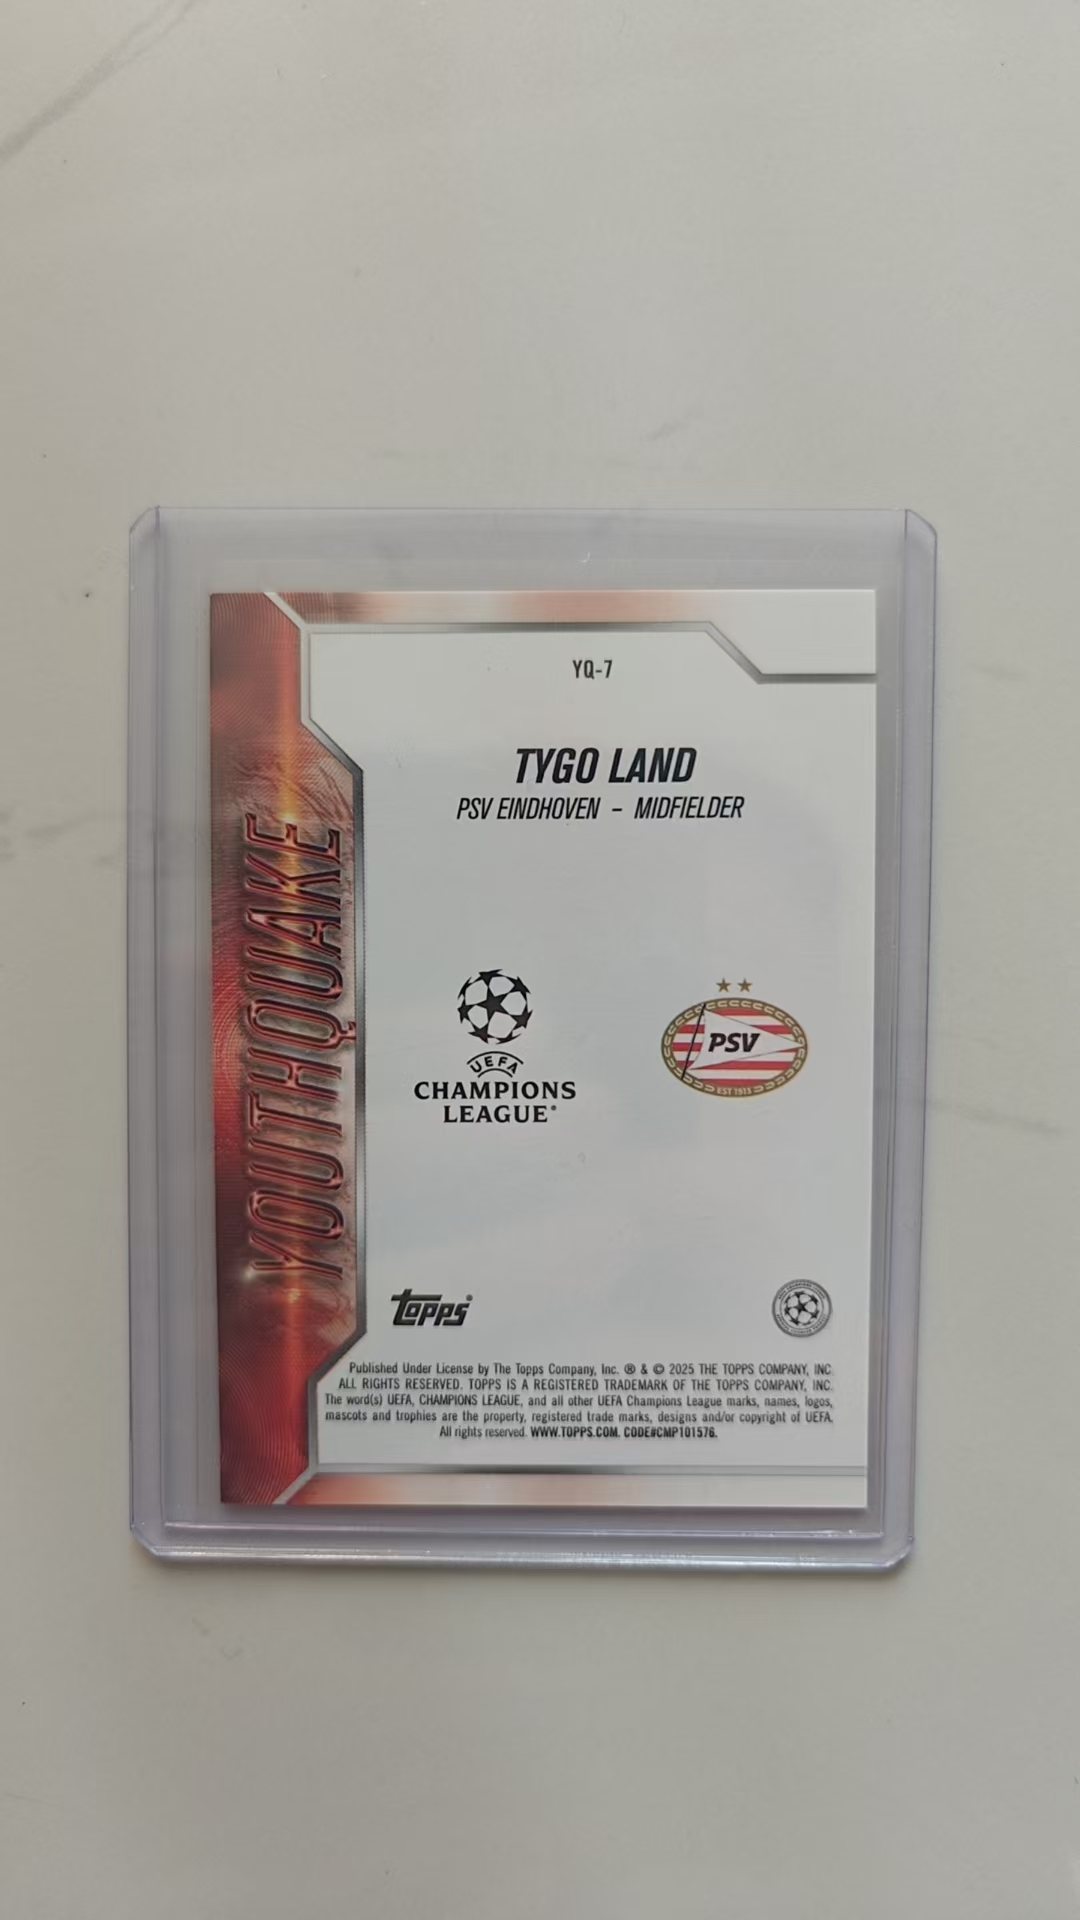 YQ-7
TYGO LAND
PSV EINDHOVEN – MIDFIELDER
YOUTHQUAKE
UEFA
CHAMPIONS
LEAGUE®
PSV
EST 1913
topps®
Published Under License by The Topps Company, Inc. ® & © 2025 THE TOPPS COMPANY, INC.
ALL RIGHTS RESERVED. TOPPS IS A REGISTERED TRADEMARK OF THE TOPPS COMPANY, INC.
The word(s) UEFA, CHAMPIONS LEAGUE, and all other UEFA Champions League marks, names, logos,
mascots and trophies are the property, registered trade marks, designs and/or copyright of UEFA.
All rights reserved. WWW.TOPPS.COM. CODE#CMP101576.